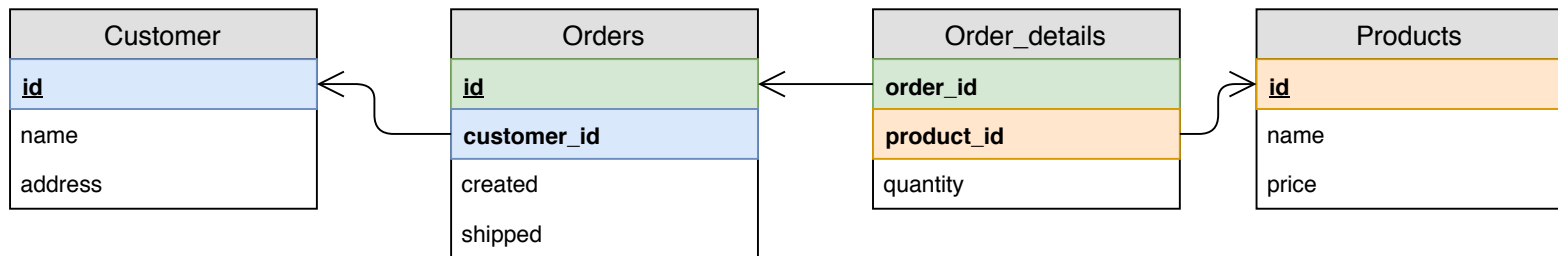 Customer
id
name
address
Orders
id
customer_id
created
shipped
Order_details
order_id
product_id
quantity
Products
id
name
price